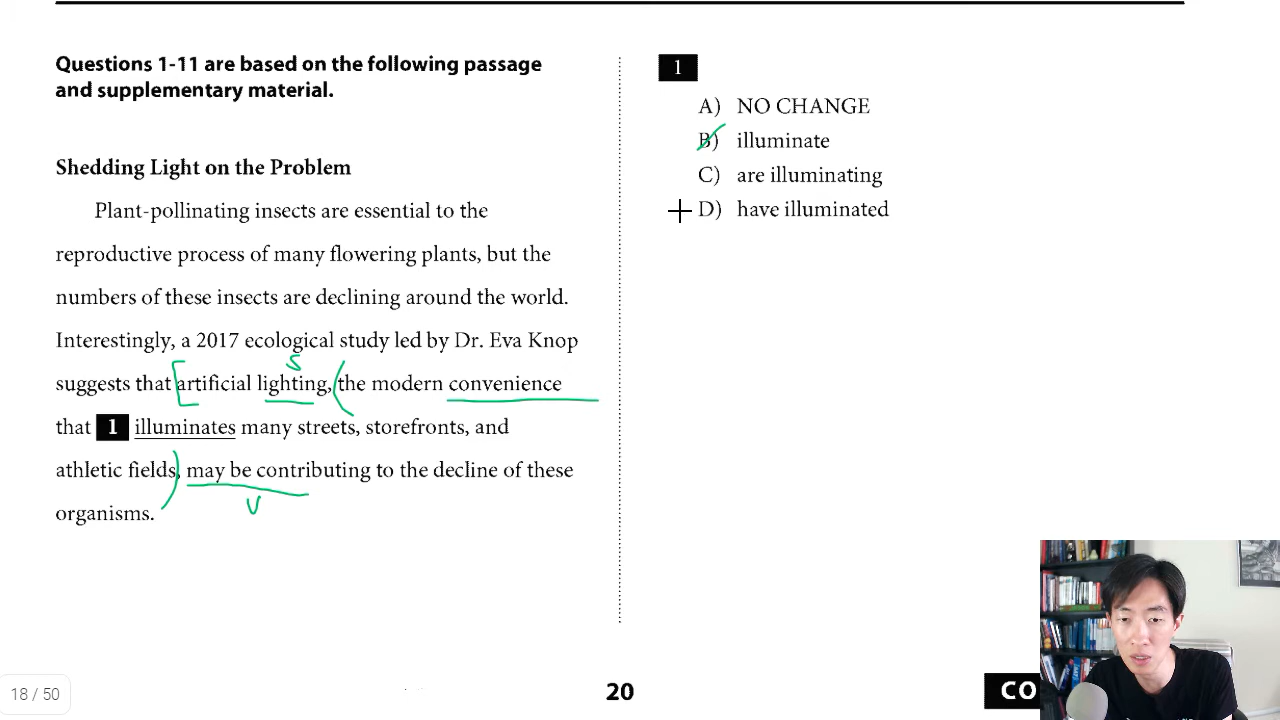 Questions 1-11 are based on the following passage
and supplementary material.
Shedding Light on the Problem
Plant-pollinating insects are essential to the
reproductive process of many flowering plants, but the
numbers of these insects are declining around the world.
Interestingly, a 2017 ecological study led by Dr. Eva Knop
S
suggests that artificial lighting, the modern convenience
that 1 illuminates many streets, storefronts, and
athletic fields, may be contributing to the decline of these
V
organisms.
1
A) NO CHANGE
B) illuminate
C) are illuminating
D) have illuminated
18 / 50
20
CO